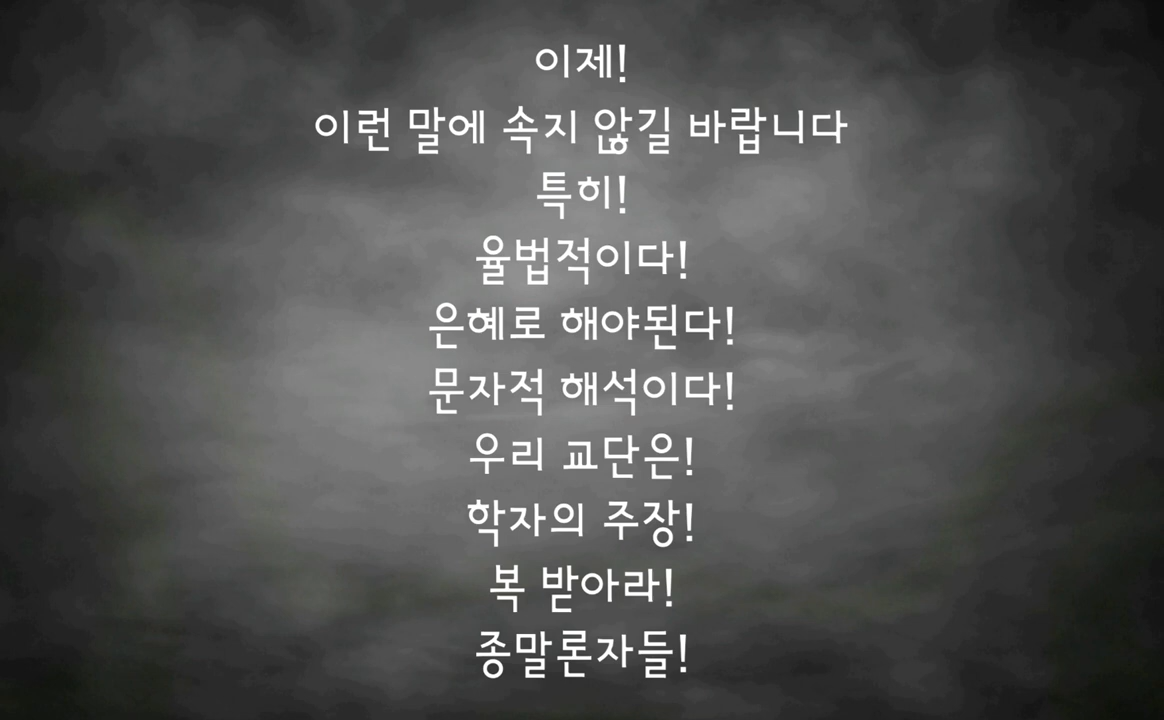 이제!
이런 말에 속지 않길 바랍니다
특히!
율법적이다!
은혜로 해야된다!
문자적 해석이다!
우리 교단은!
학자의 주장!
복 받아라!
종말론자들!